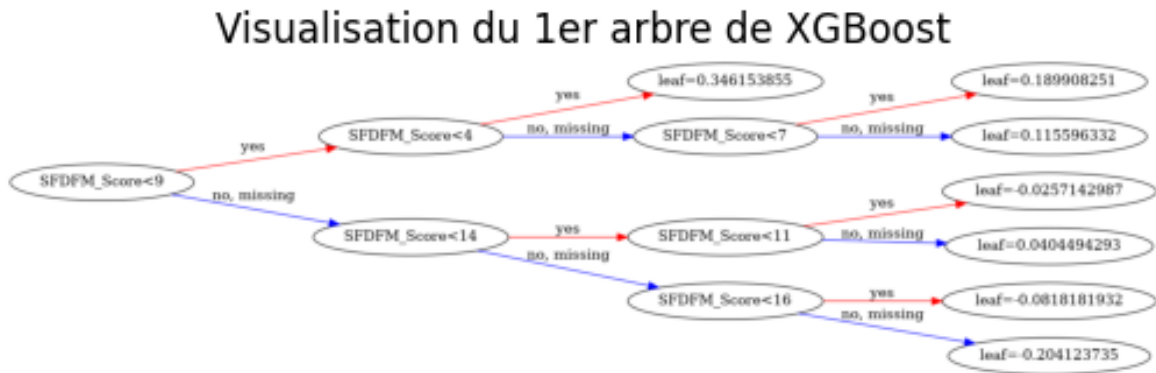 Visualisation du 1er arbre de XGBoost
leaf=0.346153855
leaf=0.189908251
yes
yes
SFDFM_Score<4
no, missing
SFDFM_Score<7
no, missing
leaf=0.115596332
yes
SFDFM_Score<9
no, missing
leaf=-0.0257142987
yes
SFDFM_Score<14
yes
SFDFM_Score<11
no, missing
leaf=0.0404494293
no, missing
SFDFM_Score<16
yes
leaf=-0.0818181932
no, missing
leaf=-0.204123735